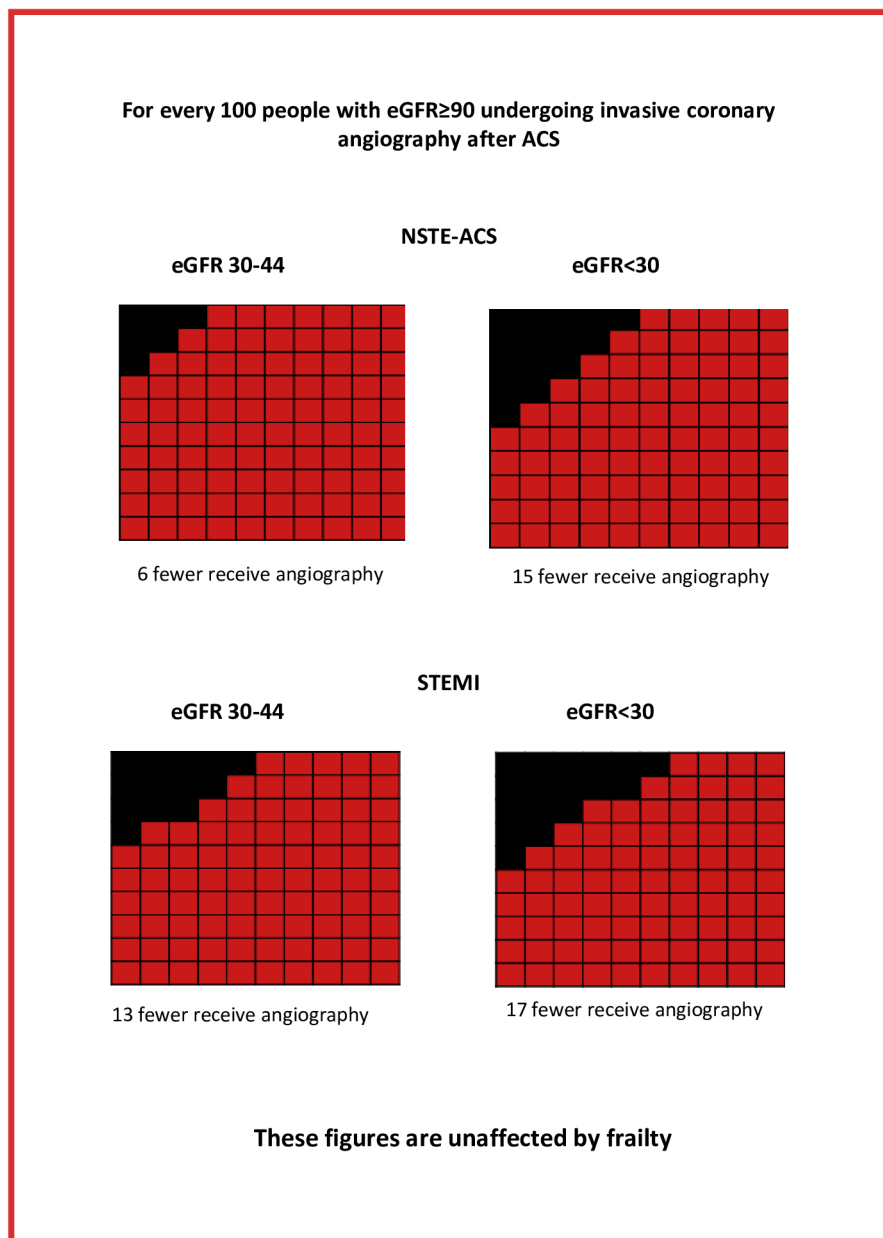 For every 100 people with eGFR≥90 undergoing invasive coronary
angiography after ACS
NSTE-ACS
eGFR 30-44
eGFR<30
6 fewer receive angiography
15 fewer receive angiography
STEMI
eGFR 30-44
eGFR<30
13 fewer receive angiography
17 fewer receive angiography
These figures are unaffected by frailty